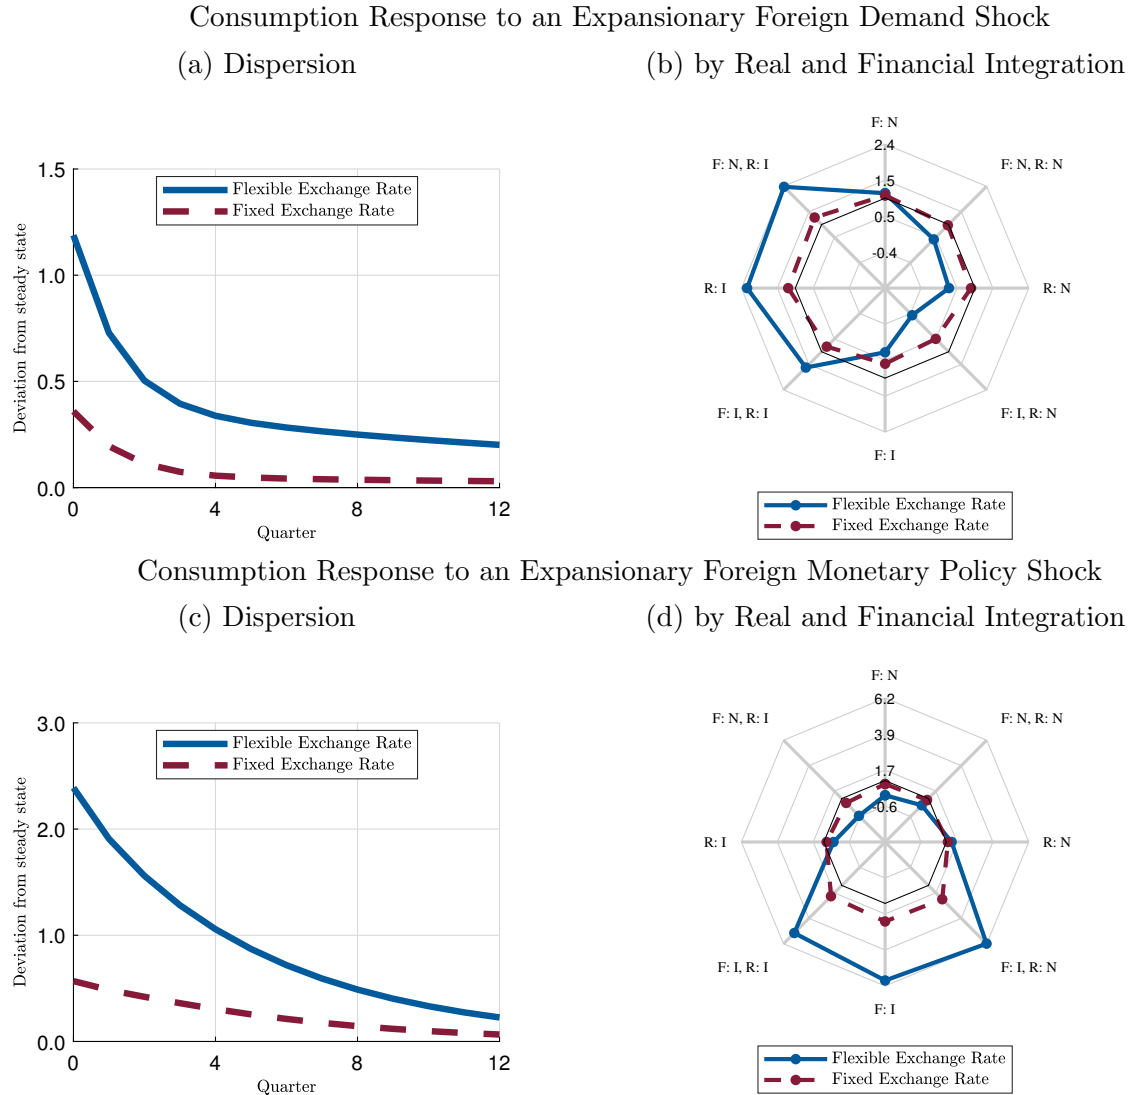 Consumption Response to an Expansionary Foreign Demand Shock
(a) Dispersion
(b) by Real and Financial Integration
Deviation from steady state
1.5
1.0
0.5
0.0
0
4
8
12
Quarter
Flexible Exchange Rate
Fixed Exchange Rate
F: N
F: N, R: I
F: N, R: N
2.4
1.5
0.5
-0.4
R: I
R: N
F: I, R: I
F: I, R: N
F: I
Flexible Exchange Rate
Fixed Exchange Rate
Consumption Response to an Expansionary Foreign Monetary Policy Shock
(c) Dispersion
(d) by Real and Financial Integration
Deviation from steady state
3.0
2.0
1.0
0.0
0
4
8
12
Quarter
Flexible Exchange Rate
Fixed Exchange Rate
F: N
F: N, R: I
F: N, R: N
6.2
3.9
1.7
-0.6
R: I
R: N
F: I, R: I
F: I, R: N
F: I
Flexible Exchange Rate
Fixed Exchange Rate